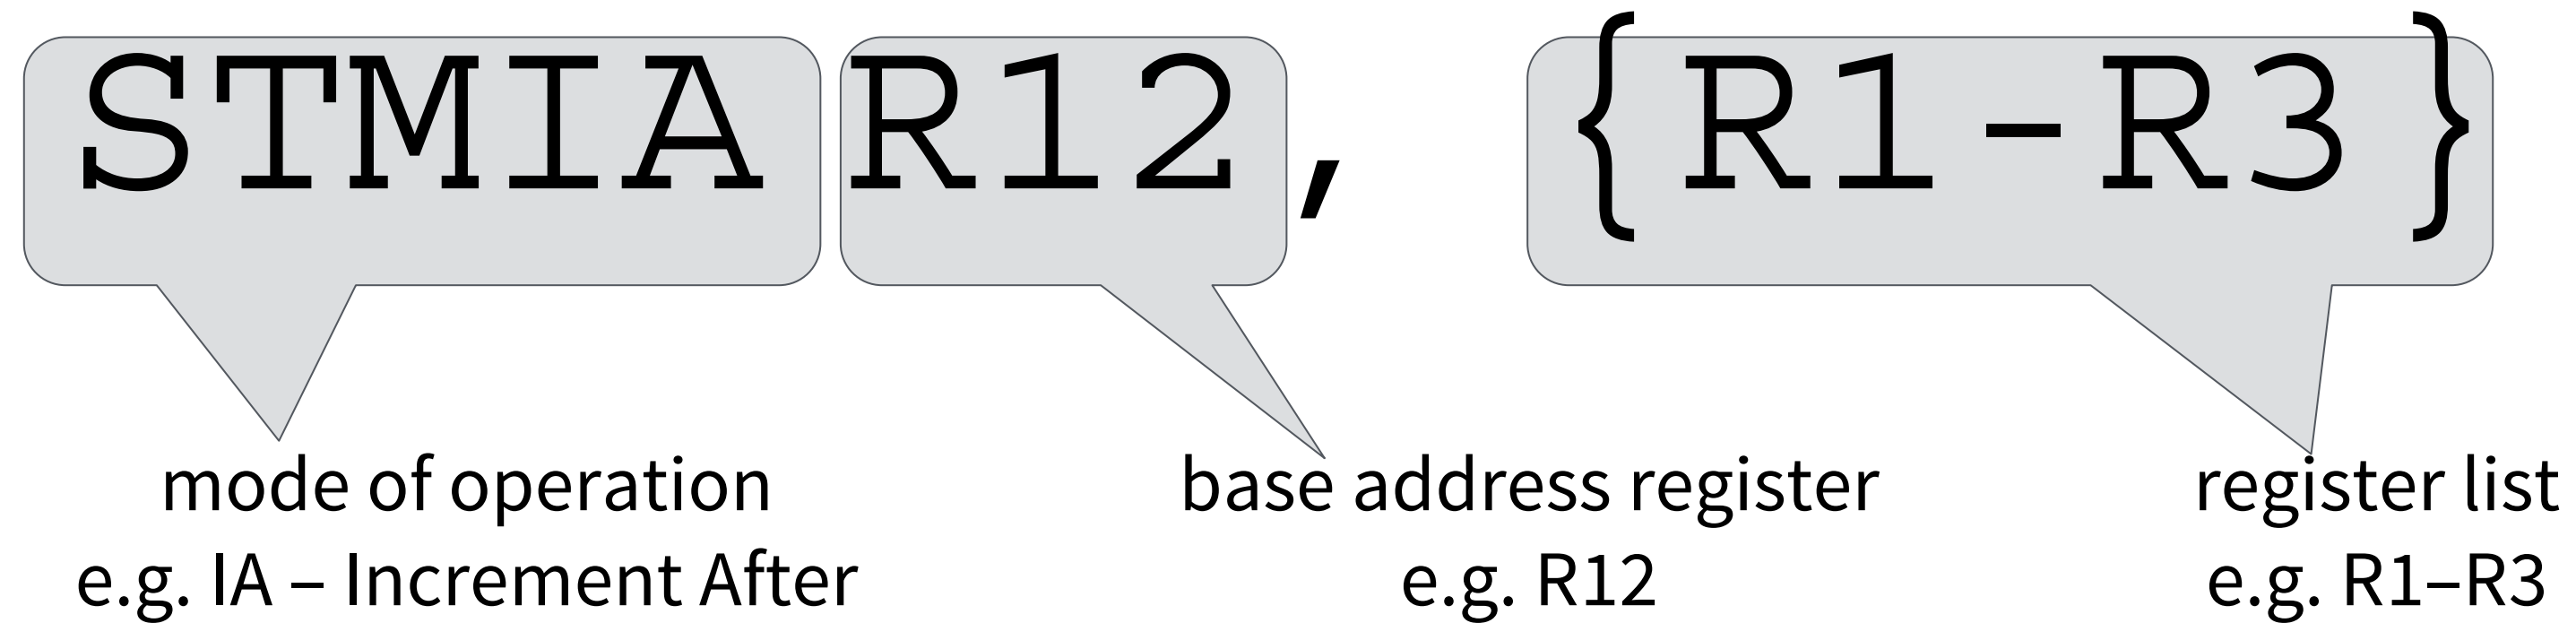 STMIA R12, {R1-R3}
mode of operation
e.g. IA – Increment After
base address register
e.g. R12
register list
e.g. R1–R3